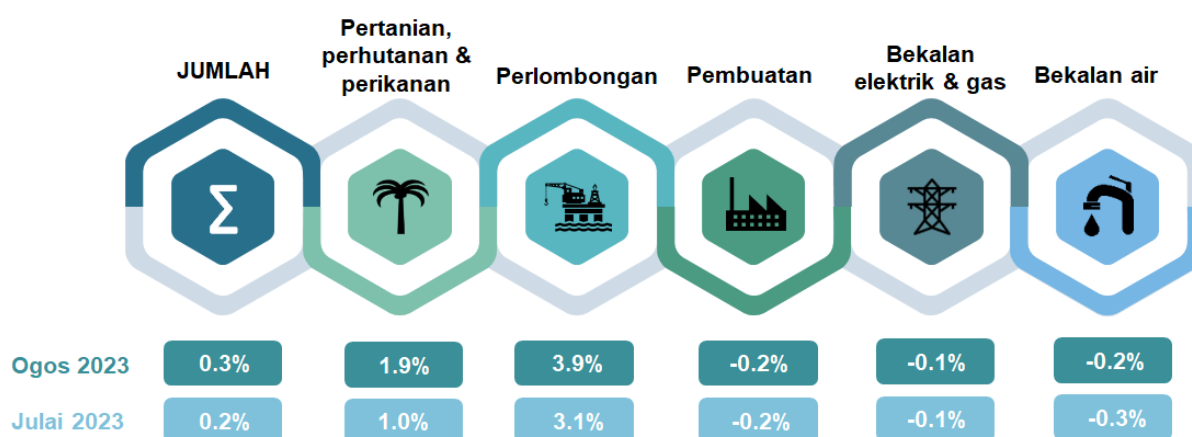 JUMLAH
Pertanian,
perhutanan &
perikanan
Perlombongan
Pembuatan
Bekalan
elektrik & gas
Bekalan air
Σ
Ogos 2023 0.3% 1.9% 3.9% -0.2% -0.1% -0.2%
Julai 2023 0.2% 1.0% 3.1% -0.2% -0.1% -0.3%